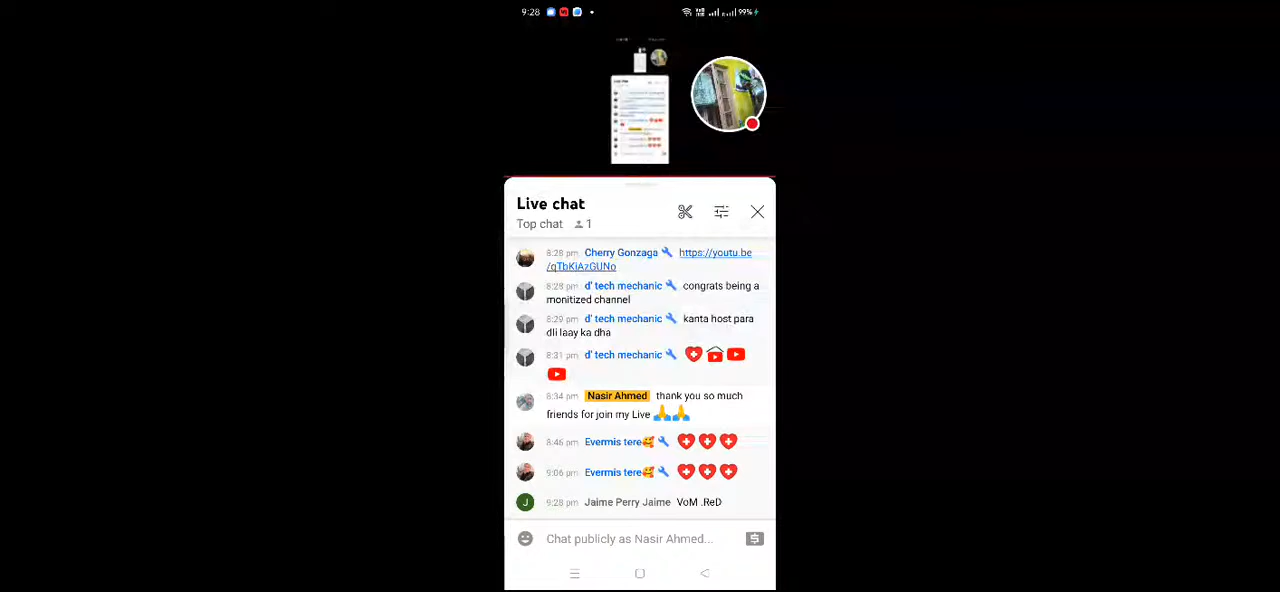 9:28 99%
Live chat
Top chat 1
8:28 pm Cherry Gonzaga https://youtu.be
/qTbKiAzGUNo
8:28 pm d' tech mechanic congrats being a
monitized channel
8:29 pm d' tech mechanic kanta host para
dli laay ka dha
8:31 pm d' tech mechanic
8:34 pm Nasir Ahmed thank you so much
friends for join my Live 🙏🙏
8:46 pm Evermis tere🥰
9:06 pm Evermis tere🥰
J 9:28 pm Jaime Perry Jaime VoM .ReD
Chat publicly as Nasir Ahmed...